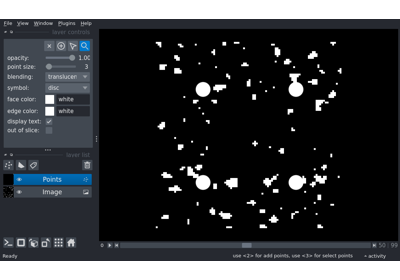 File View Window Plugins Help
layer controls
opacity: 1.00
point size: 3
blending: translucen
symbol: disc
face color: white
edge color: white
display text:
out of slice:
layer list
Points
Image
0 50 99
Ready use <2> for add points, use <3> for select points activity